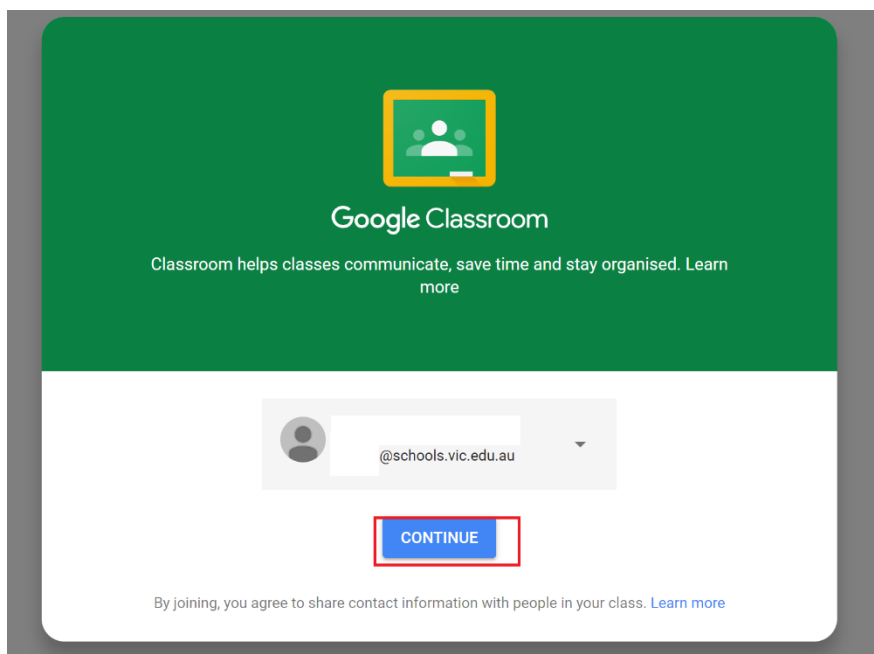 Google Classroom
Classroom helps classes communicate, save time and stay organised. Learn
more
@schools.vic.edu.au
CONTINUE
By joining, you agree to share contact information with people in your class. Learn more